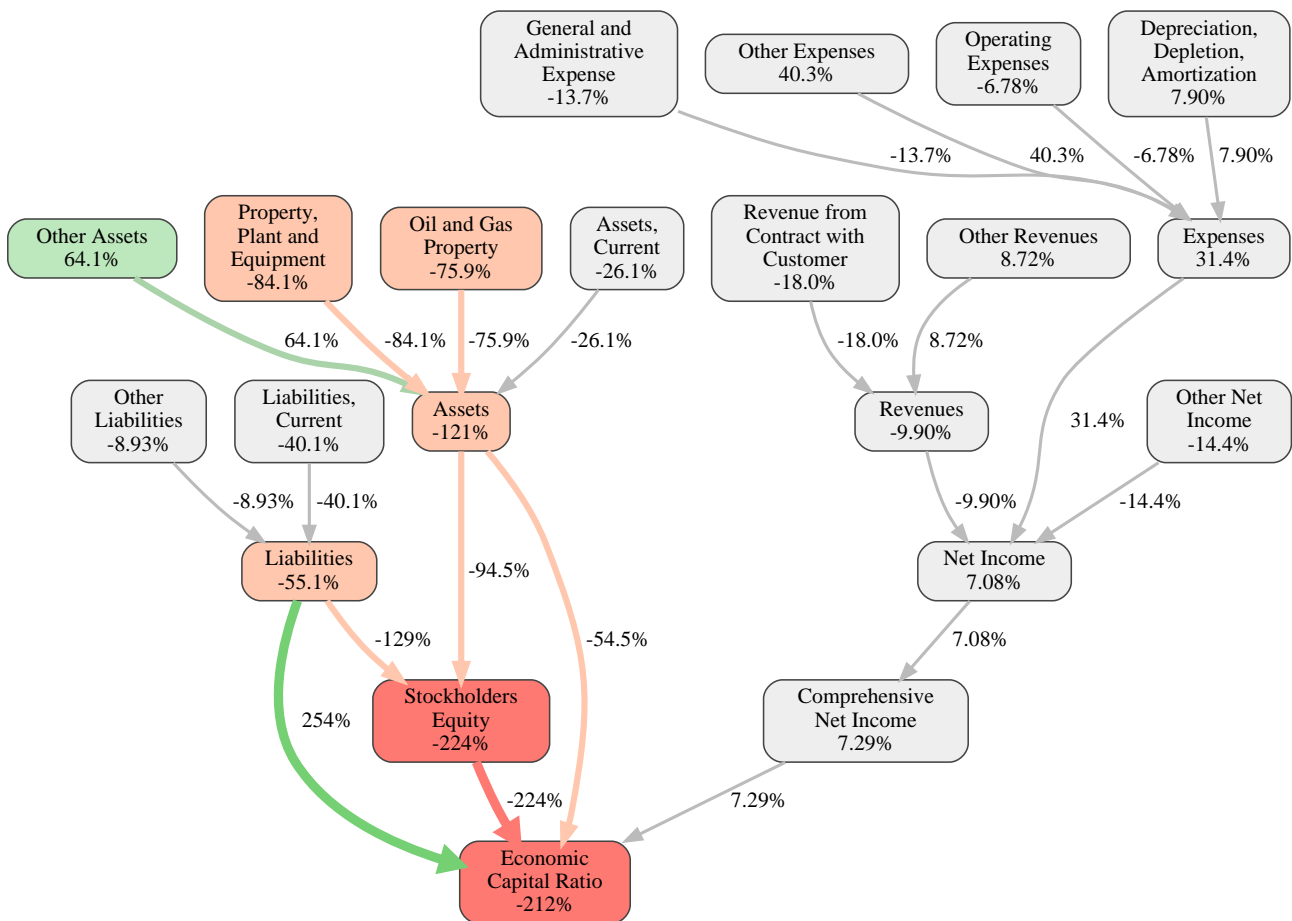 General and
Administrative
Expense
-13.7%
Other Expenses
40.3%
Operating
Expenses
-6.78%
Depreciation,
Depletion,
Amortization
7.90%
-13.7%
40.3%
-6.78%
7.90%
Other Assets
64.1%
Property,
Plant and
Equipment
-84.1%
Oil and Gas
Property
-75.9%
Assets,
Current
-26.1%
Revenue from
Contract with
Customer
-18.0%
Other Revenues
8.72%
Expenses
31.4%
64.1%
-84.1%
-75.9%
-26.1%
-18.0%
8.72%
Other
Liabilities
-8.93%
Liabilities,
Current
-40.1%
Assets
-121%
Revenues
-9.90%
31.4%
Other Net
Income
-14.4%
-8.93%
-40.1%
-9.90%
-14.4%
Liabilities
-55.1%
-94.5%
Net Income
7.08%
-129%
-54.5%
7.08%
254%
Stockholders
Equity
-224%
Comprehensive
Net Income
7.29%
-224%
7.29%
Economic
Capital Ratio
-212%